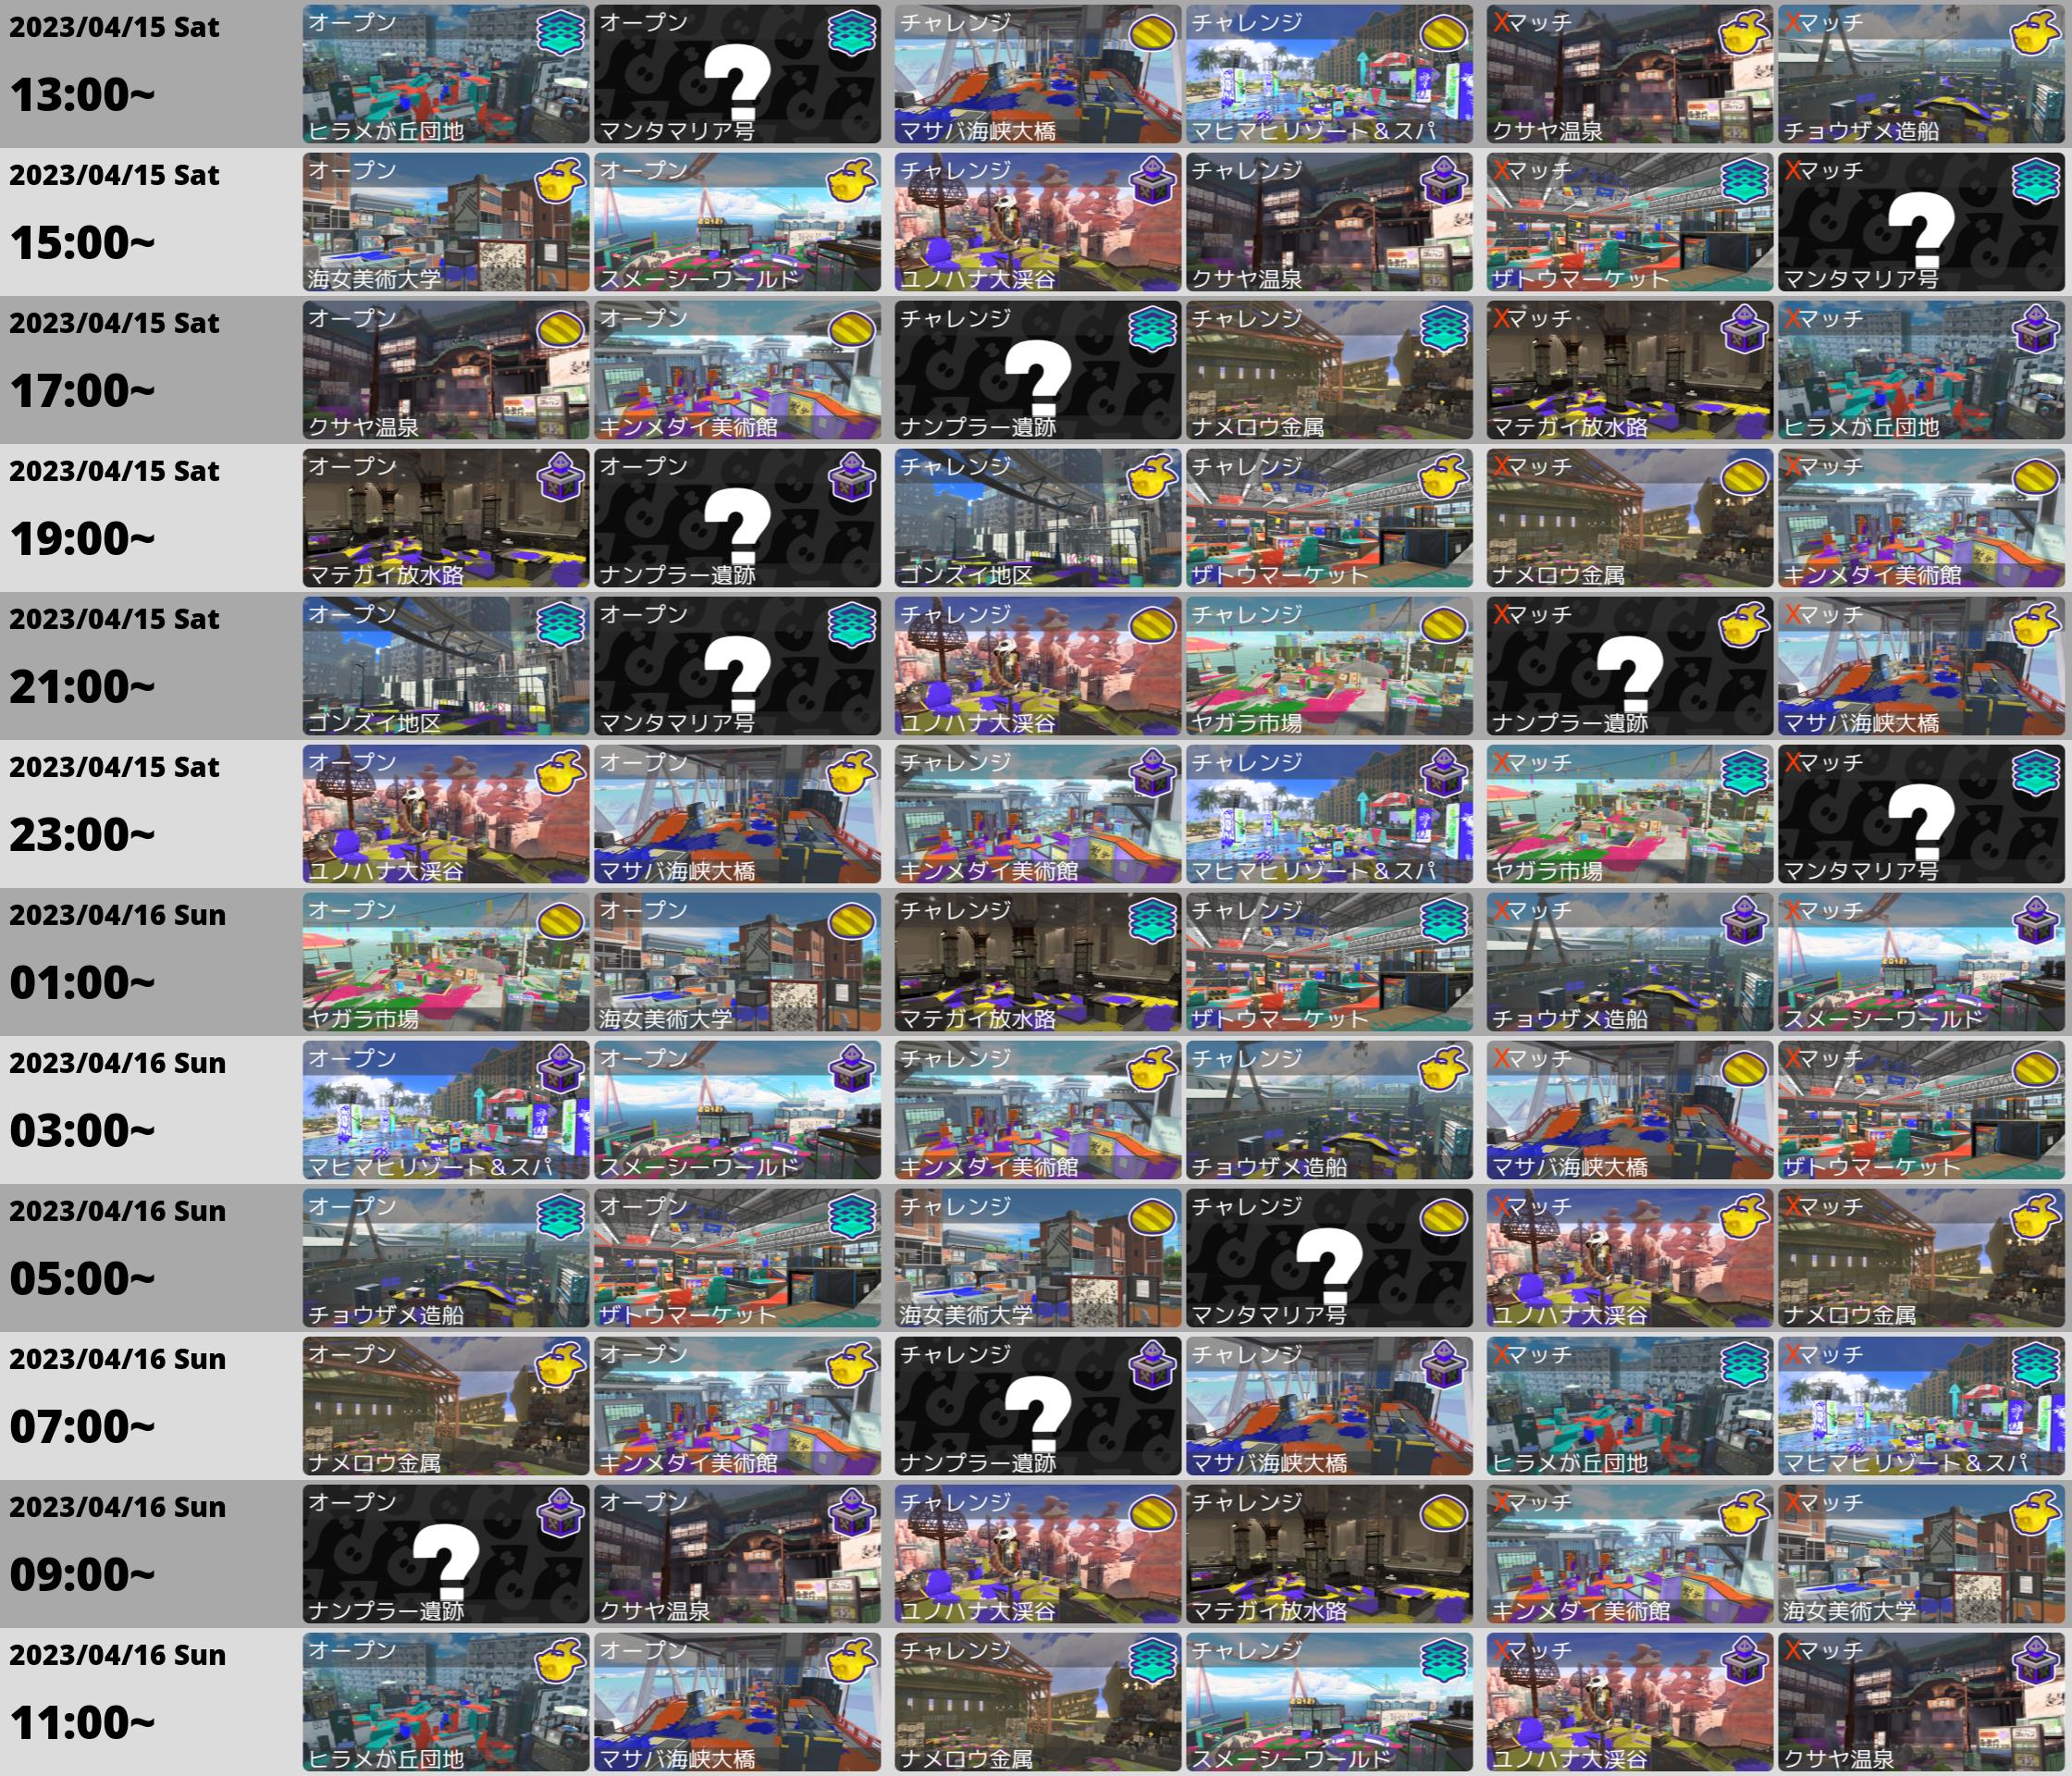 2023/04/15 Sat
13:00~
オープン オープン チャレンジ チャレンジ Xマッチ Xマッチ
ヒラメが丘団地 マンタマリア号 マサバ海峡大橋 マヒマヒリゾート&スパ クサヤ温泉 チョウザメ造船
2023/04/15 Sat
15:00~
オープン オープン チャレンジ チャレンジ Xマッチ Xマッチ
海女美術大学 スメーシーワールド ユノハナ大渓谷 クサヤ温泉 ザトウマーケット マンタマリア号
2023/04/15 Sat
17:00~
オープン オープン チャレンジ チャレンジ Xマッチ Xマッチ
クサヤ温泉 キンメダイ美術館 ナンプラー遺跡 ナメロウ金属 マテガイ放水路 ヒラメが丘団地
2023/04/15 Sat
19:00~
オープン オープン チャレンジ チャレンジ Xマッチ Xマッチ
マテガイ放水路 ナンプラー遺跡 ゴンズイ地区 ザトウマーケット ナメロウ金属 キンメダイ美術館
2023/04/15 Sat
21:00~
オープン オープン チャレンジ チャレンジ Xマッチ Xマッチ
ゴンズイ地区 マンタマリア号 ユノハナ大渓谷 ヤガラ市場 ナンプラー遺跡 マサバ海峡大橋
2023/04/15 Sat
23:00~
オープン オープン チャレンジ チャレンジ Xマッチ Xマッチ
ユノハナ大渓谷 マサバ海峡大橋 キンメダイ美術館 マヒマヒリゾート&スパ ヤガラ市場 マンタマリア号
2023/04/16 Sun
01:00~
オープン オープン チャレンジ チャレンジ Xマッチ Xマッチ
ヤガラ市場 海女美術大学 マテガイ放水路 ザトウマーケット チョウザメ造船 スメーシーワールド
2023/04/16 Sun
03:00~
オープン オープン チャレンジ チャレンジ Xマッチ Xマッチ
マヒマヒリゾート&スパ スメーシーワールド キンメダイ美術館 チョウザメ造船 マサバ海峡大橋 ザトウマーケット
2023/04/16 Sun
05:00~
オープン オープン チャレンジ チャレンジ Xマッチ Xマッチ
チョウザメ造船 ザトウマーケット 海女美術大学 マンタマリア号 ユノハナ大渓谷 ナメロウ金属
2023/04/16 Sun
07:00~
オープン オープン チャレンジ チャレンジ Xマッチ Xマッチ
ナメロウ金属 キンメダイ美術館 ナンプラー遺跡 マサバ海峡大橋 ヒラメが丘団地 マヒマヒリゾート&スパ
2023/04/16 Sun
09:00~
オープン オープン チャレンジ チャレンジ Xマッチ Xマッチ
ナンプラー遺跡 クサヤ温泉 ユノハナ大渓谷 マテガイ放水路 キンメダイ美術館 海女美術大学
2023/04/16 Sun
11:00~
オープン オープン チャレンジ チャレンジ Xマッチ Xマッチ
ヒラメが丘団地 マサバ海峡大橋 ナメロウ金属 スメーシーワールド ユノハナ大渓谷 クサヤ温泉